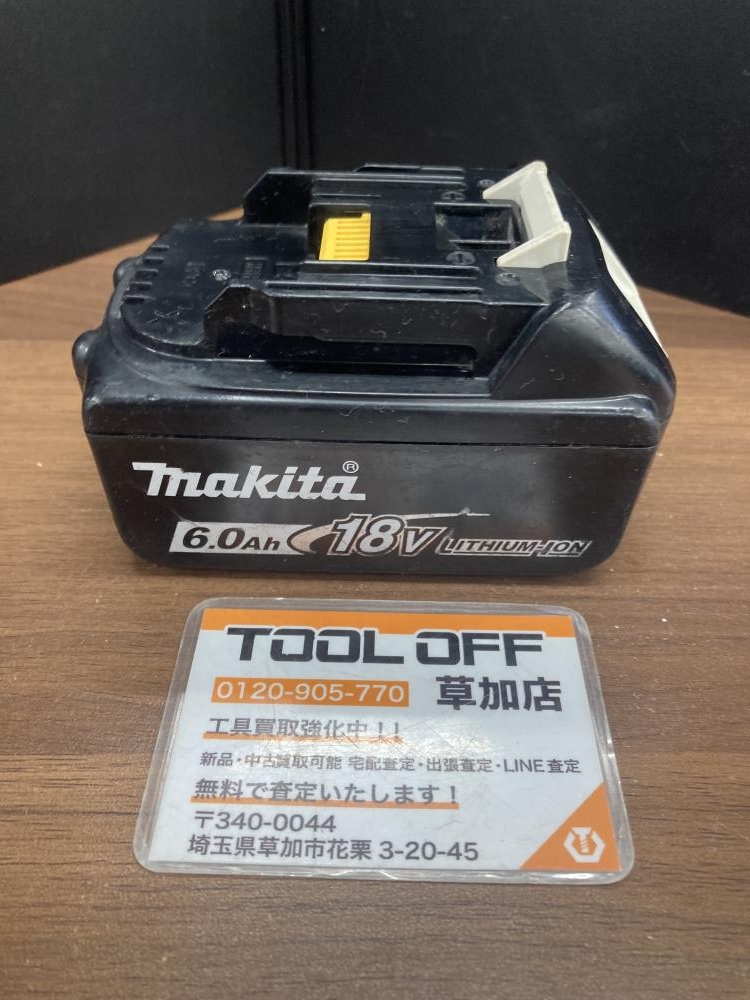 makita®
6.0Ah 18V LITHIUM-ION
TOOL OFF
0120-905-770 草加店
工具買取強化中!!
新品・中古買取可能 宅配査定・出張査定・LINE査定
無料で査定いたします!
〒340-0044
埼玉県草加市花栗3-20-45